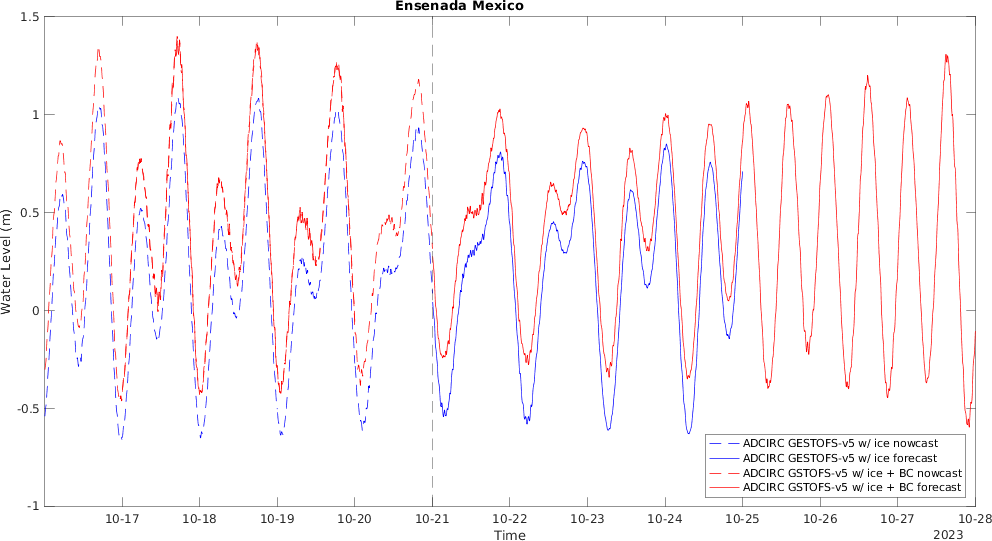 Ensenada Mexico
1.5
1
0.5
0
-0.5
-1
Water Level (m)
10-17 10-18 10-19 10-20 10-21 10-22 10-23 10-24 10-25 10-26 10-27 10-28
Time
2023
ADCIRC GESTOFS-v5 w/ ice nowcast
ADCIRC GESTOFS-v5 w/ ice forecast
ADCIRC GSTOFS-v5 w/ ice + BC nowcast
ADCIRC GSTOFS-v5 w/ ice + BC forecast